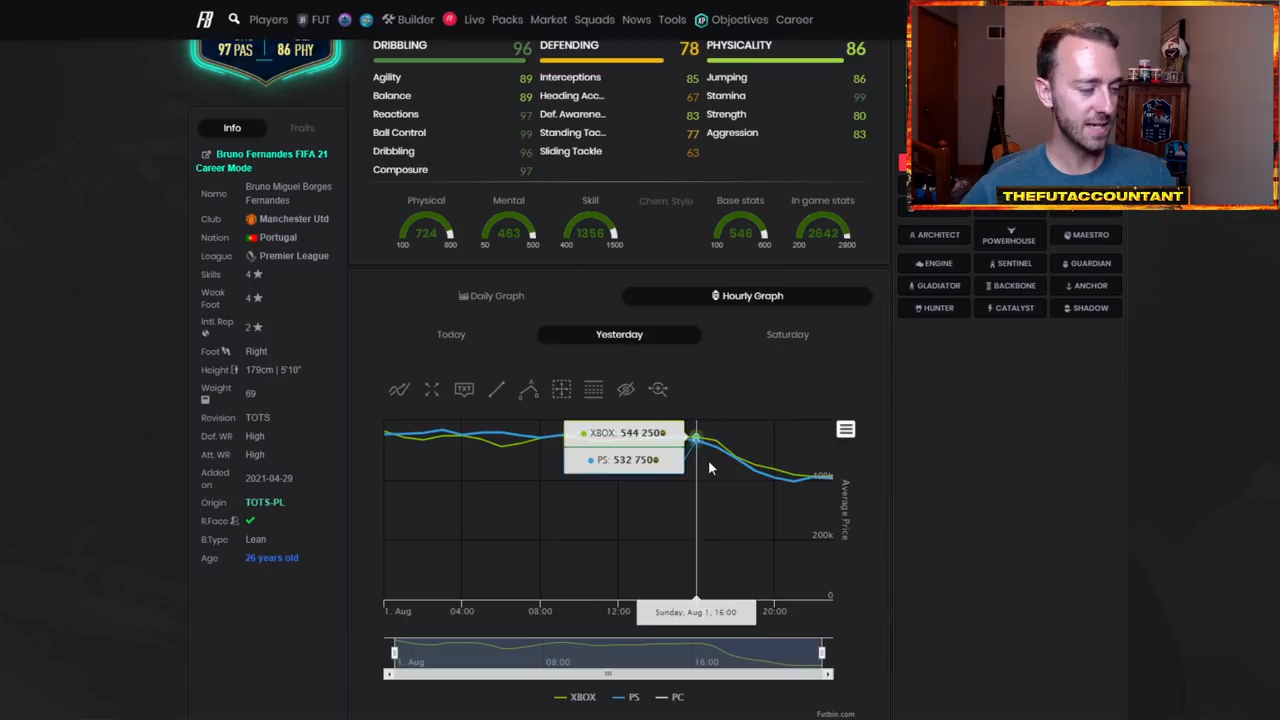 FB Players FUT Builder Live Packs Market Squads News Tools XP Objectives Career
97 PAS 86 PHY
DRIBBLING 96 DEFENDING 78 PHYSICALITY 86
Agility 89 Interceptions 85 Jumping 86
Balance 89 Heading Acc... 67 Stamina 99
Reactions 97 Def. Awarene... 83 Strength 80
Ball Control 99 Standing Tac... 77 Aggression 83
Dribbling 96 Sliding Tackle 63
Composure 97
THEFUTACCOUNTANT
Info Traits
Bruno Fernandes FIFA 21
Career Mode
Name Bruno Miguel Borges
Fernandes
Club Manchester Utd
Nation Portugal
League Premier League
Skills 4
Weak
Foot 4
Intl. Rep 2
Foot Right
Height 179cm | 5'10"
Weight 69
Revision TOTS
Def. WR High
Att. WR High
Added
on 2021-04-29
Origin TOTS-PL
R.Face
B.Type Lean
Age 26 years old
Physical Mental Skill Chem. Style Base stats In game stats
724 463 1356 546 2642
100 800 50 500 400 1500 100 600 200 2800
ARCHITECT POWERHOUSE MAESTRO
ENGINE SENTINEL GUARDIAN
GLADIATOR BACKBONE ANCHOR
HUNTER CATALYST SHADOW
Daily Graph Hourly Graph
Today Yesterday Saturday
TXT
XBOX: 544 250
PS: 532 750
400k
200k
0
Average Price
1. Aug 04:00 08:00 12:00 Sunday, Aug 1, 16:00 20:00
1. Aug 08:00 16:00
XBOX PS PC
Futbin.com